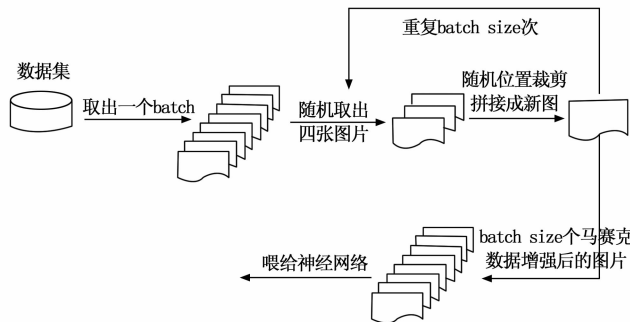 重复batch size次
数据集
取出一个batch
随机取出
四张图片
随机位置裁剪
拼接成新图
batch size个马赛克
数据增强后的图片
喂给神经网络